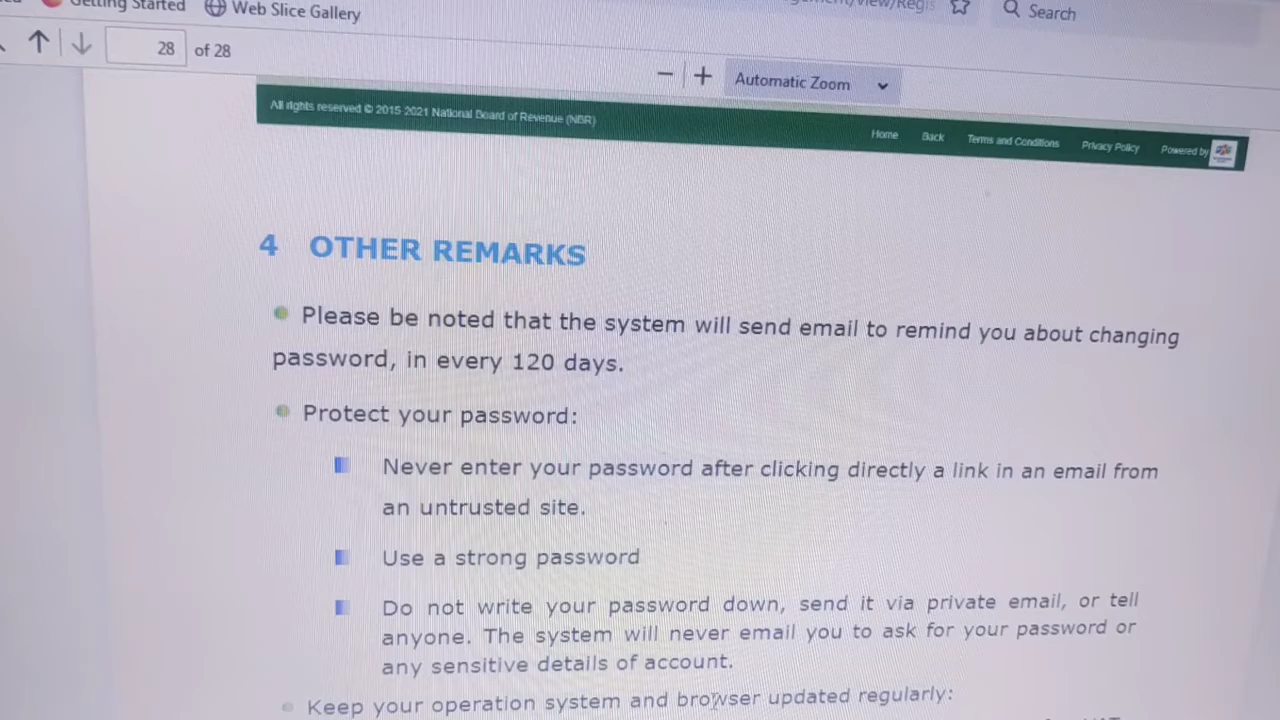 Getting Started Web Slice Gallery
Search
28 of 28
Automatic Zoom
All rights reserved © 2015-2021 National Board of Revenue (NBR)
Home Back Terms and Conditions Privacy Policy Powered by
4 OTHER REMARKS
Please be noted that the system will send email to remind you about changing
password, in every 120 days.
Protect your password:
Never enter your password after clicking directly a link in an email from
an untrusted site.
Use a strong password
Do not write your password down, send it via private email, or tell
anyone. The system will never email you to ask for your password or
any sensitive details of account.
Keep your operation system and browser updated regularly: